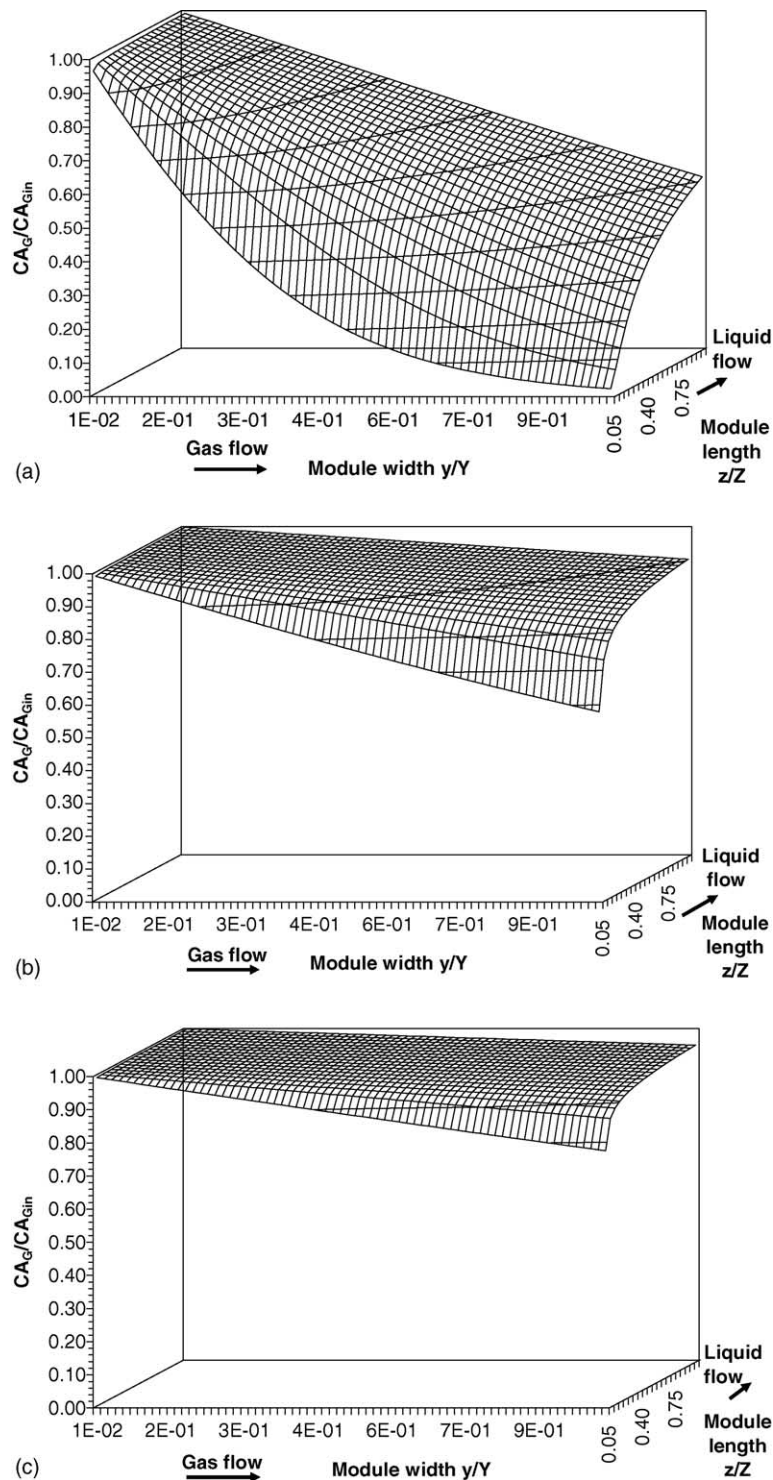 1.00
0.90
0.80
0.70
0.60
0.50
0.40
0.30
0.20
0.10
0.00
CA_G/CA_Gin
1E-02 2E-01 3E-01 4E-01 6E-01 7E-01 9E-01
0.05 0.40 0.75
Liquid
flow
Module
length
z/Z
Gas flow
Module width y/Y
(a)
1.00
0.90
0.80
0.70
0.60
0.50
0.40
0.30
0.20
0.10
0.00
CA_G/CA_Gin
1E-02 2E-01 3E-01 4E-01 6E-01 7E-01 9E-01
0.05 0.40 0.75
Liquid
flow
Module
length
z/Z
Gas flow
Module width y/Y
(b)
1.00
0.90
0.80
0.70
0.60
0.50
0.40
0.30
0.20
0.10
0.00
CA_G/CA_Gin
1E-02 2E-01 3E-01 4E-01 6E-01 7E-01 9E-01
0.05 0.40 0.75
Liquid
flow
Module
length
z/Z
Gas flow
Module width y/Y
(c)